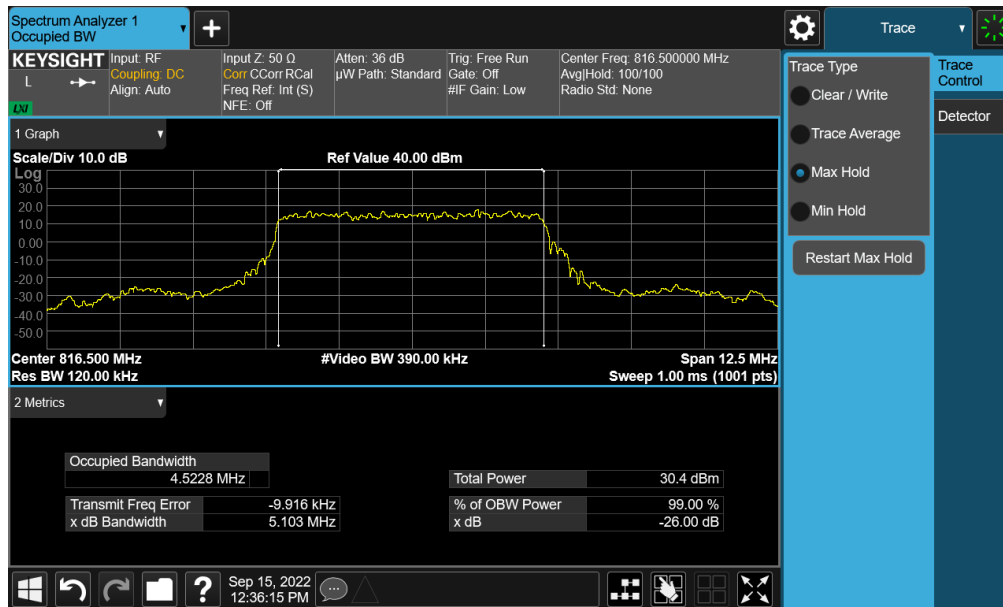 Spectrum Analyzer 1
Occupied BW
Trace
KEYSIGHT
L
LXI
Input: RF
Coupling: DC
Align: Auto
Input Z: 50 Ω
Corr CCorr RCal
Freq Ref: Int (S)
NFE: Off
Atten: 36 dB
µW Path: Standard
Trig: Free Run
Gate: Off
#IF Gain: Low
Center Freq: 816.500000 MHz
Avg|Hold: 100/100
Radio Std: None
1 Graph
Scale/Div 10.0 dB
Ref Value 40.00 dBm
Log
30.0
20.0
10.0
0.00
-10.0
-20.0
-30.0
-40.0
-50.0
Center 816.500 MHz
#Video BW 390.00 kHz
Span 12.5 MHz
Res BW 120.00 kHz
Sweep 1.00 ms (1001 pts)
2 Metrics
Occupied Bandwidth
4.5228 MHz
Total Power 30.4 dBm
Transmit Freq Error -9.916 kHz
% of OBW Power 99.00 %
x dB Bandwidth 5.103 MHz
x dB -26.00 dB
Trace Type
Clear / Write
Trace Average
Max Hold
Min Hold
Restart Max Hold
Trace
Control
Detector
?
Sep 15, 2022
12:36:15 PM